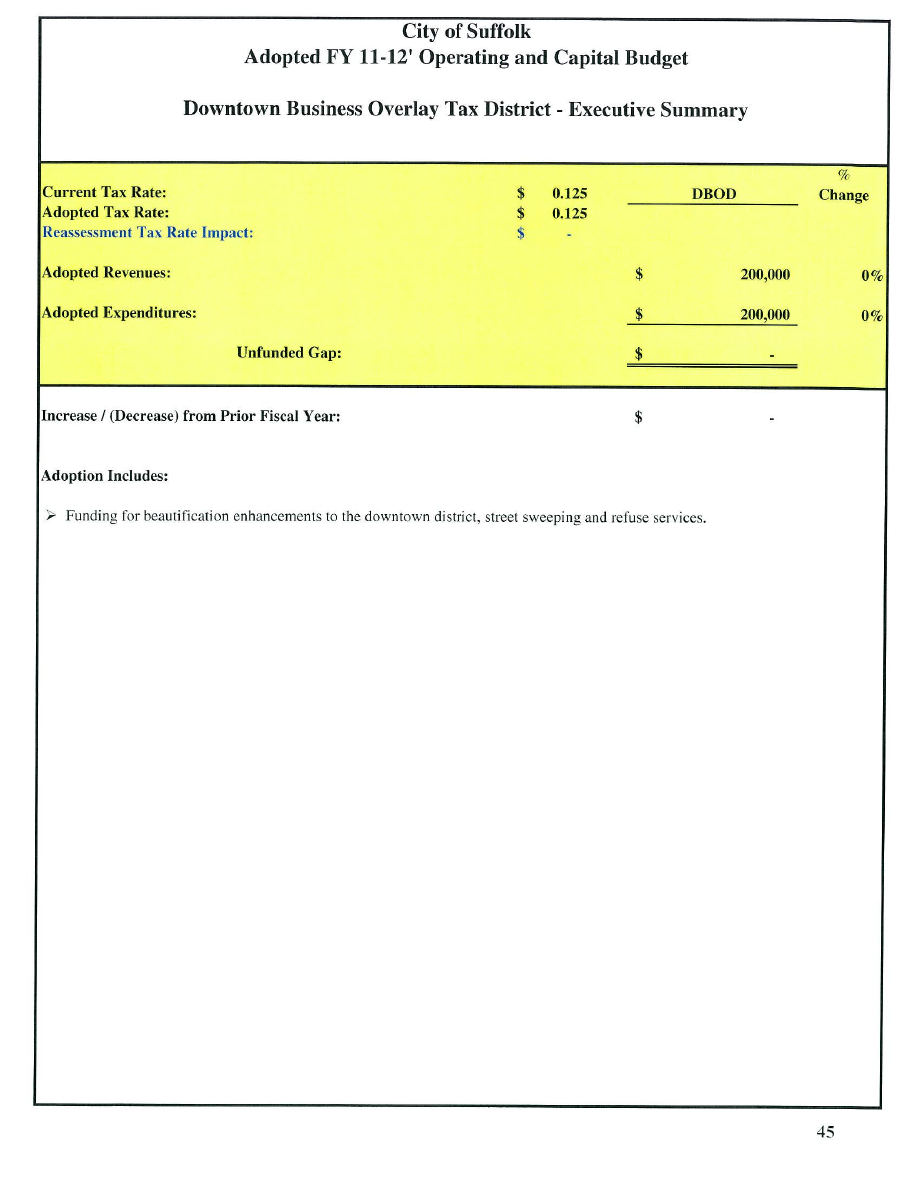 City of Suffolk
Adopted FY 11-12' Operating and Capital Budget
Downtown Business Overlay Tax District - Executive Summary
%
Current Tax Rate: $ 0.125 DBOD Change
Adopted Tax Rate: $ 0.125
Reassessment Tax Rate Impact: $ -
Adopted Revenues: $ 200,000 0%
Adopted Expenditures: $ 200,000 0%
Unfunded Gap: $ -
Increase / (Decrease) from Prior Fiscal Year: $ -
Adoption Includes:
➢ Funding for beautification enhancements to the downtown district, street sweeping and refuse services.
45